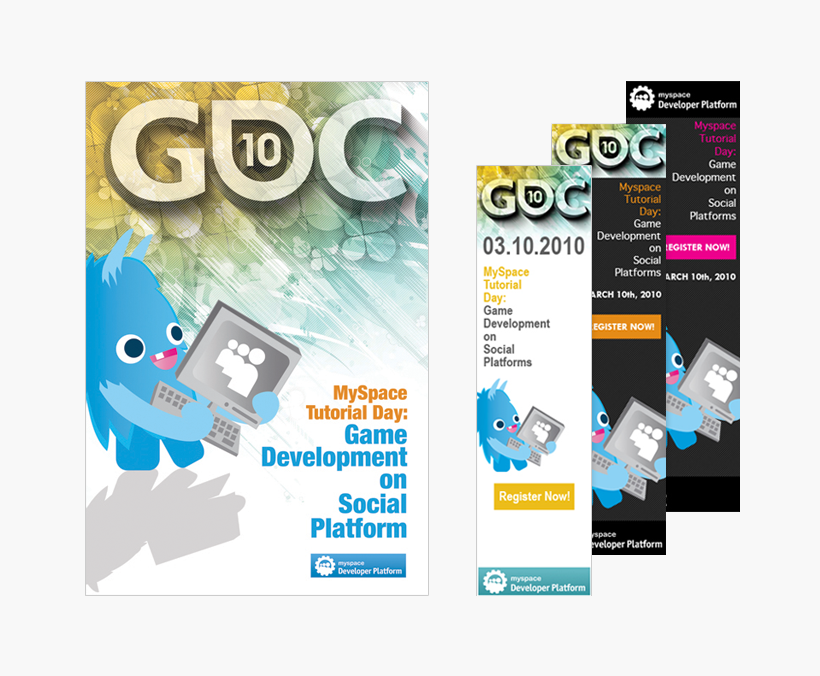 GDC
10
MySpace
Tutorial Day:
Game
Development
on
Social
Platform
myspace
Developer Platform
GDC
10
03.10.2010
MySpace
Tutorial
Day:
Game
Development
on
Social
Platforms
Register Now!
myspace
Developer Platform
GDC
10
Myspace
Tutorial
Day:
Game
Development
on
Social
Platforms
ARCH 10th, 2010
EGISTER NOW!
yspace
eveloper Platform
myspace
Developer Platform
Myspace
Tutorial
Day:
Game
Development
on
Social
Platforms
REGISTER NOW!
ARCH 10th, 2010